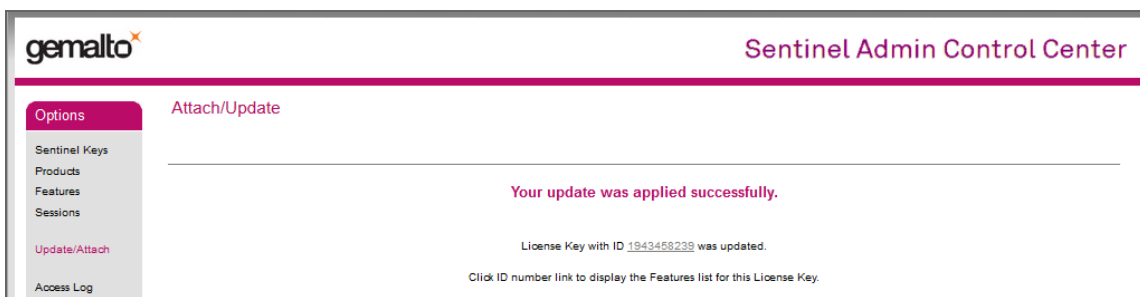 gemalto
Sentinel Admin Control Center
Options
Sentinel Keys
Products
Features
Sessions
Update/Attach
Access Log
Attach/Update
Your update was applied successfully.
License Key with ID 1943458239 was updated.
Click ID number link to display the Features list for this License Key.